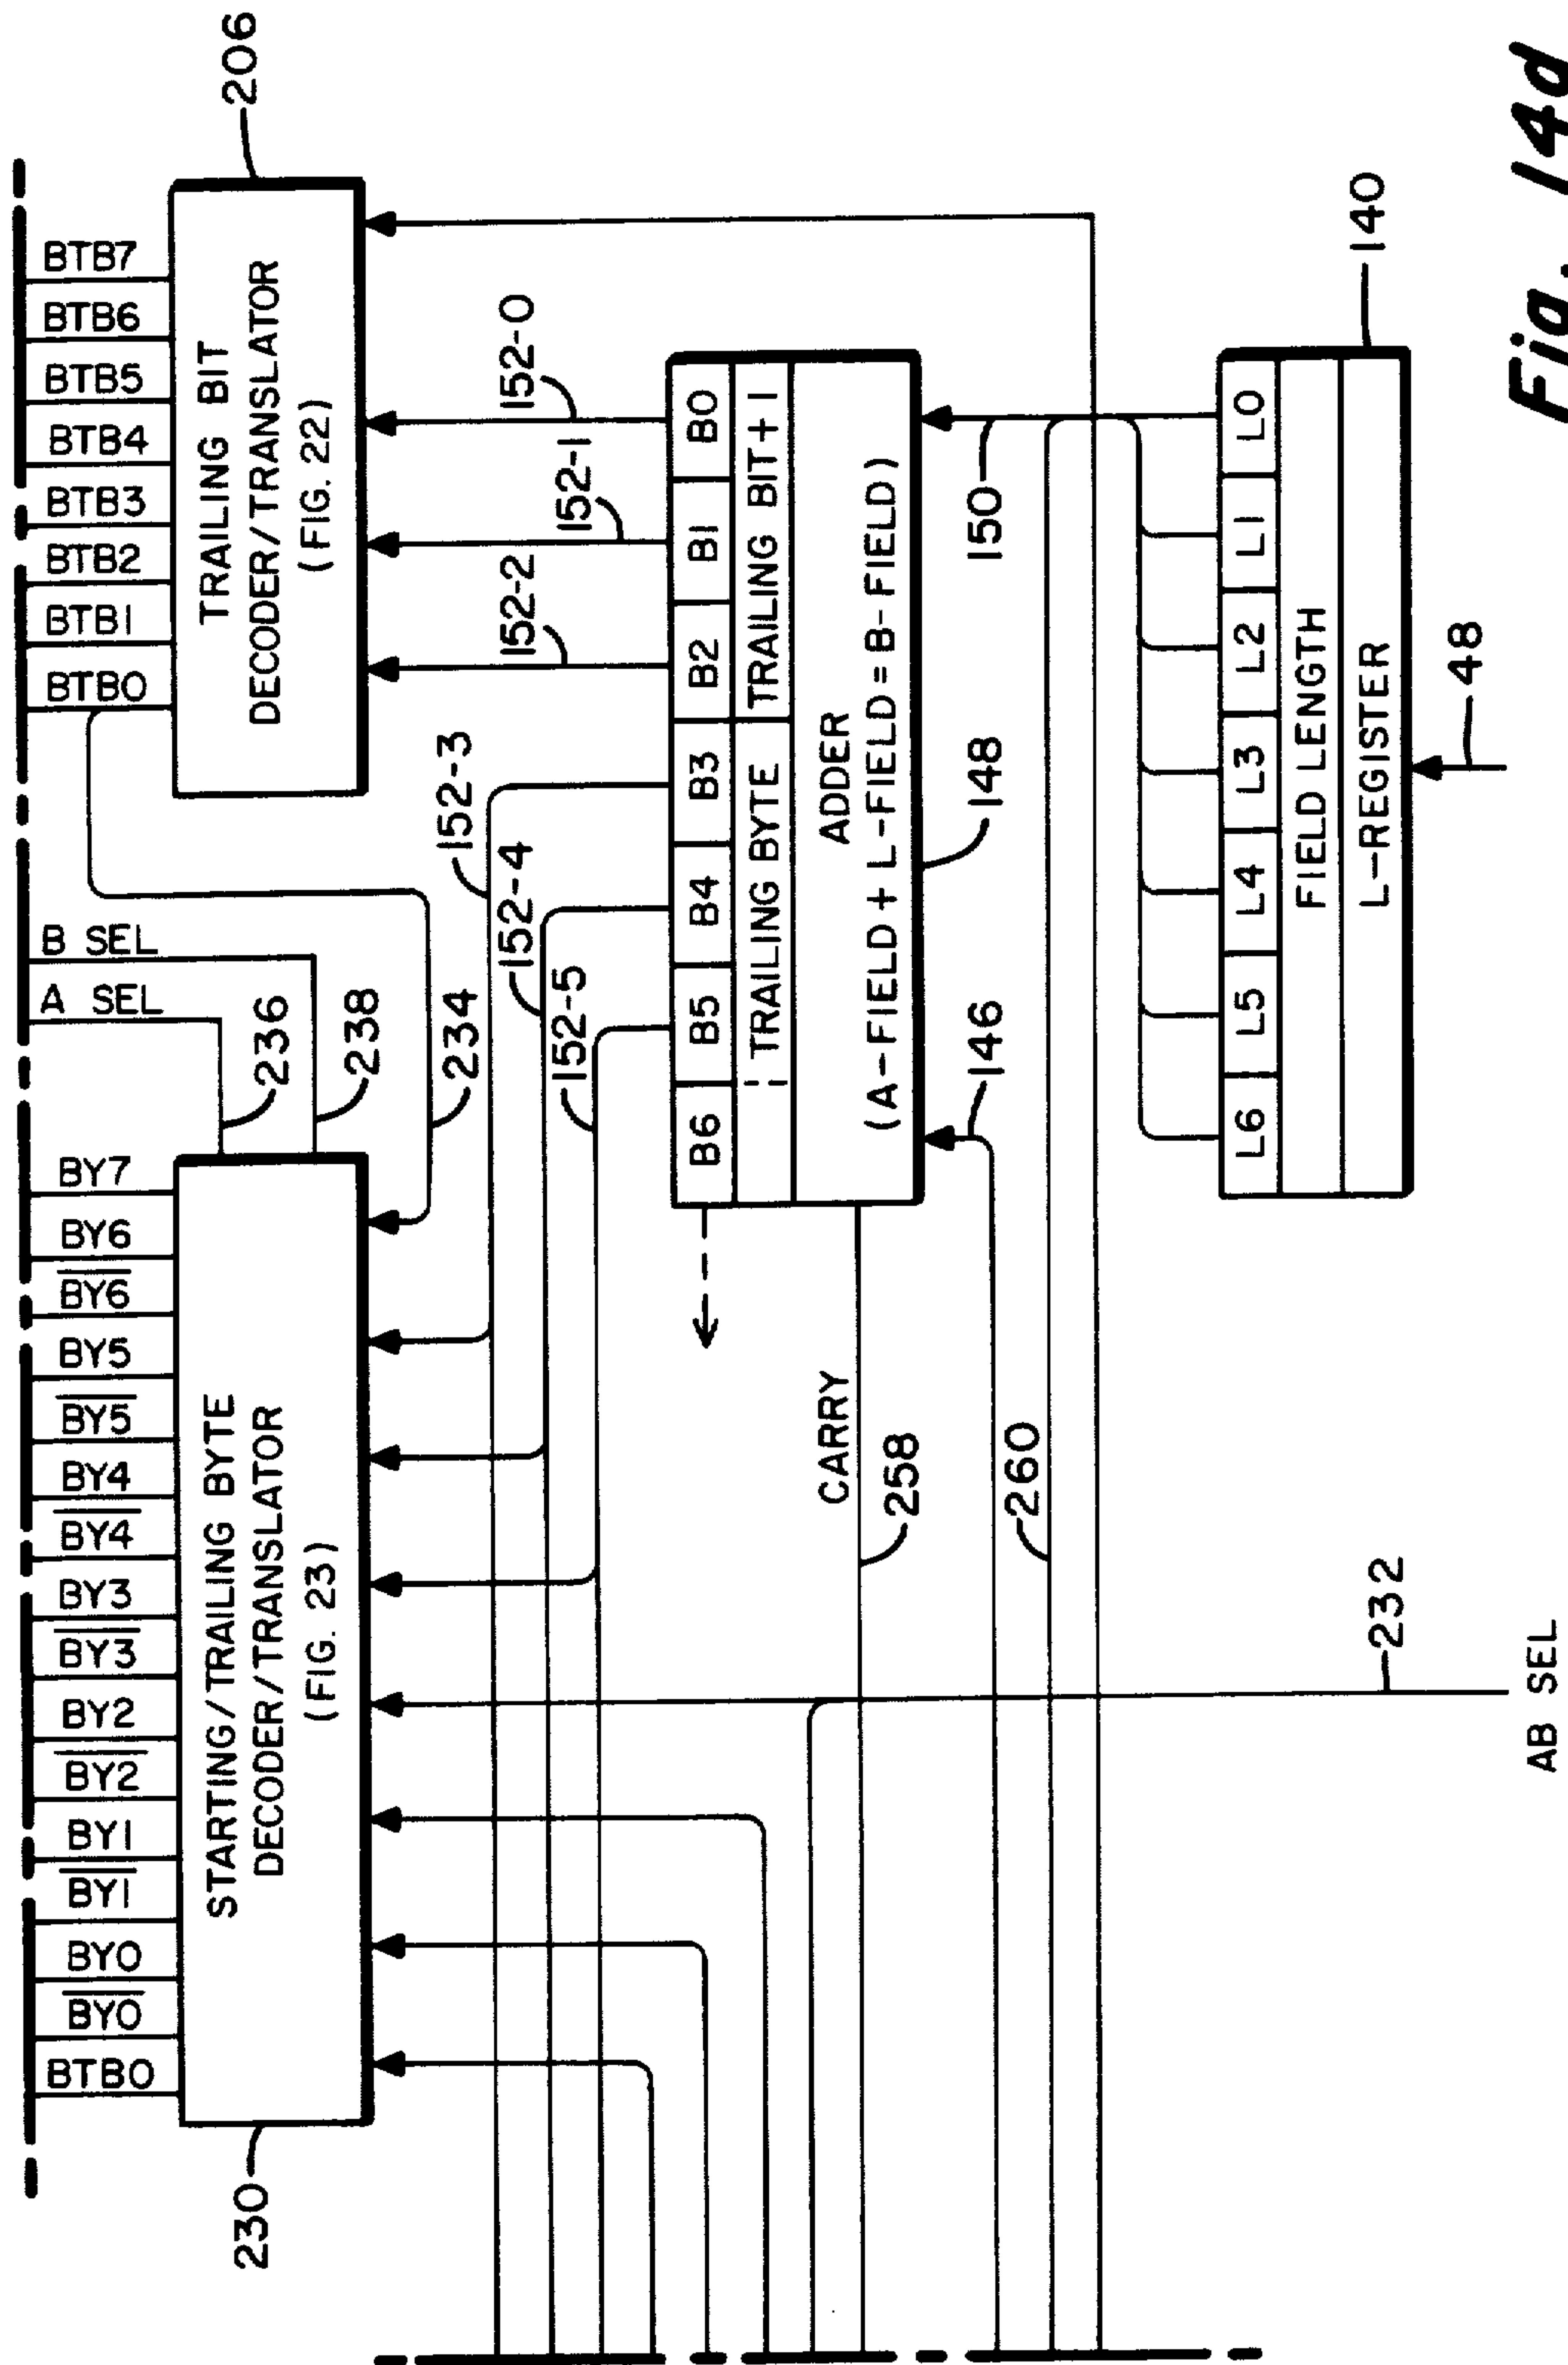 BTB0
BY0
BY0
BY1
BY1
BY2
BY2
BY3
BY3
BY4
BY4
BY5
BY5
BY6
BY6
BY7
A SEL
B SEL
BTB0
BTB1
BTB2
BTB3
BTB4
BTB5
BTB6
BTB7
206
230
STARTING/TRAILING BYTE
DECODER/TRANSLATOR
(FIG. 23)
236
238
234
TRAILING BIT
DECODER/TRANSLATOR
(FIG. 22)
152-3
152-4
152-5
152-2
152-1
152-0
B6
B5
B4
B3
B2
B1
B0
TRAILING BYTE
TRAILING BIT + 1
ADDER
(A-FIELD + L-FIELD = B-FIELD)
CARRY
258
146
148
150
260
232
AB SEL
L6
L5
L4
L3
L2
L1
L0
FIELD LENGTH
L-REGISTER
140
48
Fig. 14d